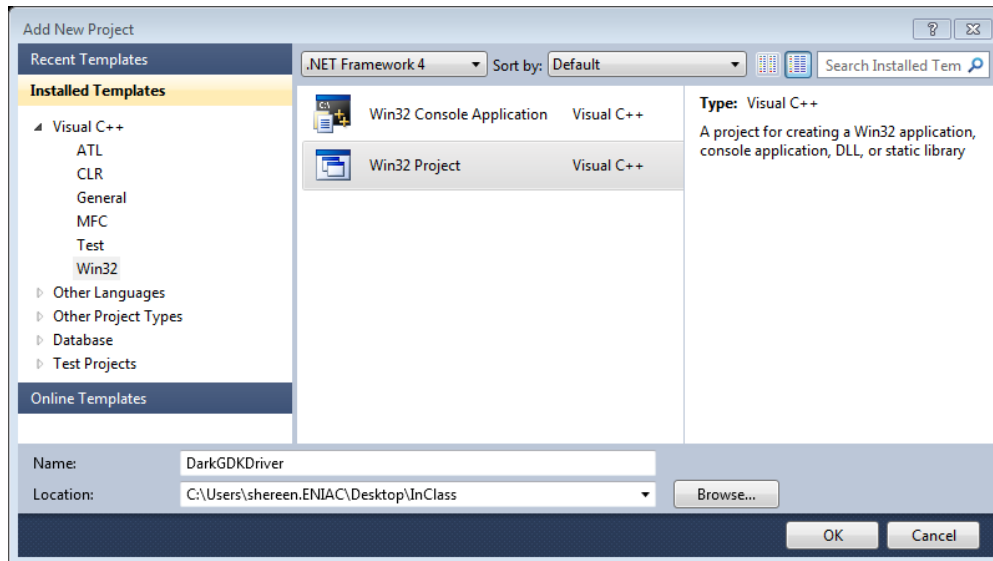 Add New Project
Recent Templates
Installed Templates
Visual C++
ATL
CLR
General
MFC
Test
Win32
Other Languages
Other Project Types
Database
Test Projects
Online Templates
.NET Framework 4
Sort by: Default
Search Installed Tem
Win32 Console Application Visual C++
Win32 Project Visual C++
Type: Visual C++
A project for creating a Win32 application,
console application, DLL, or static library
Name: DarkGDKDriver
Location: C:\Users\shereen.ENIAC\Desktop\InClass
Browse...
OK
Cancel